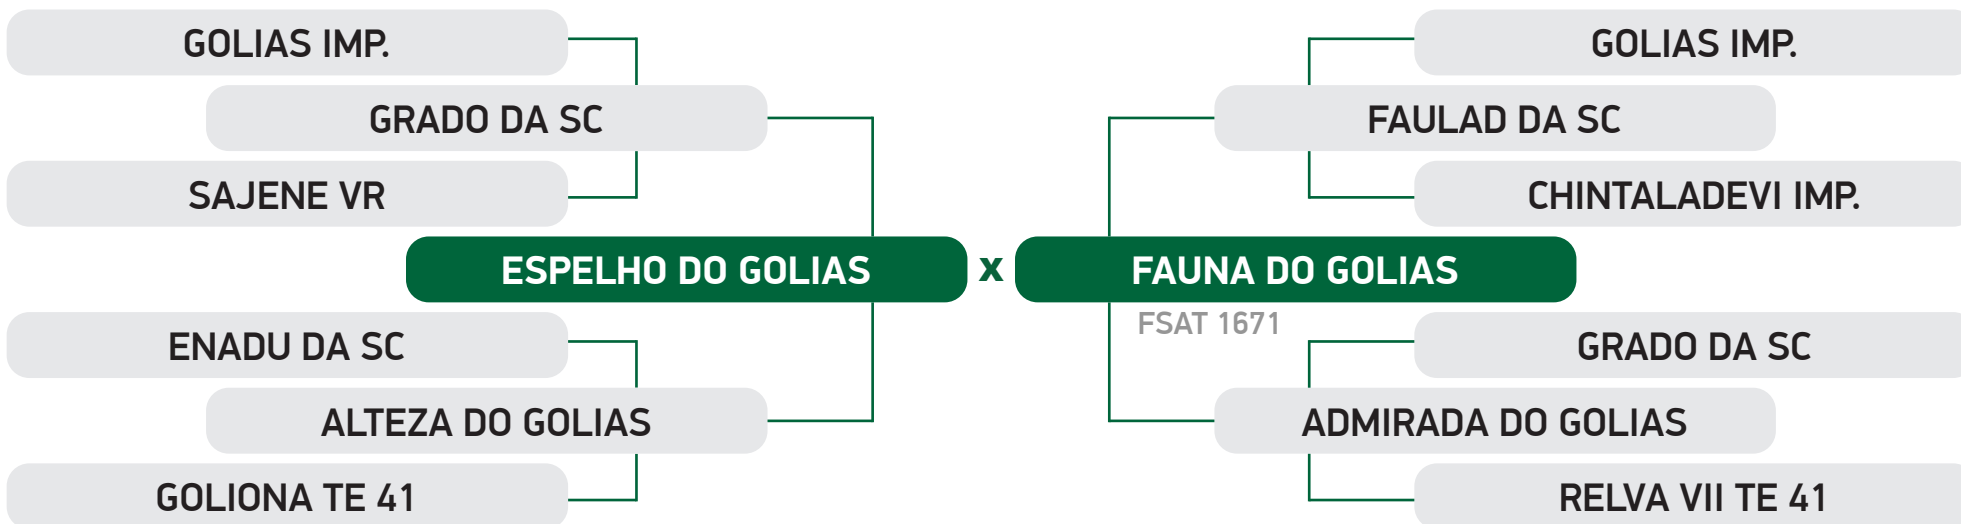 GOLIAS IMP.
GOLIAS IMP.
GRADO DA SC
FAULAD DA SC
SAJENE VR
CHINTALADEVI IMP.
ESPELHO DO GOLIAS x FAUNA DO GOLIAS
FSAT 1671
ENADU DA SC
GRADO DA SC
ALTEZA DO GOLIAS
ADMIRADA DO GOLIAS
GOLIONA TE 41
RELVA VII TE 41